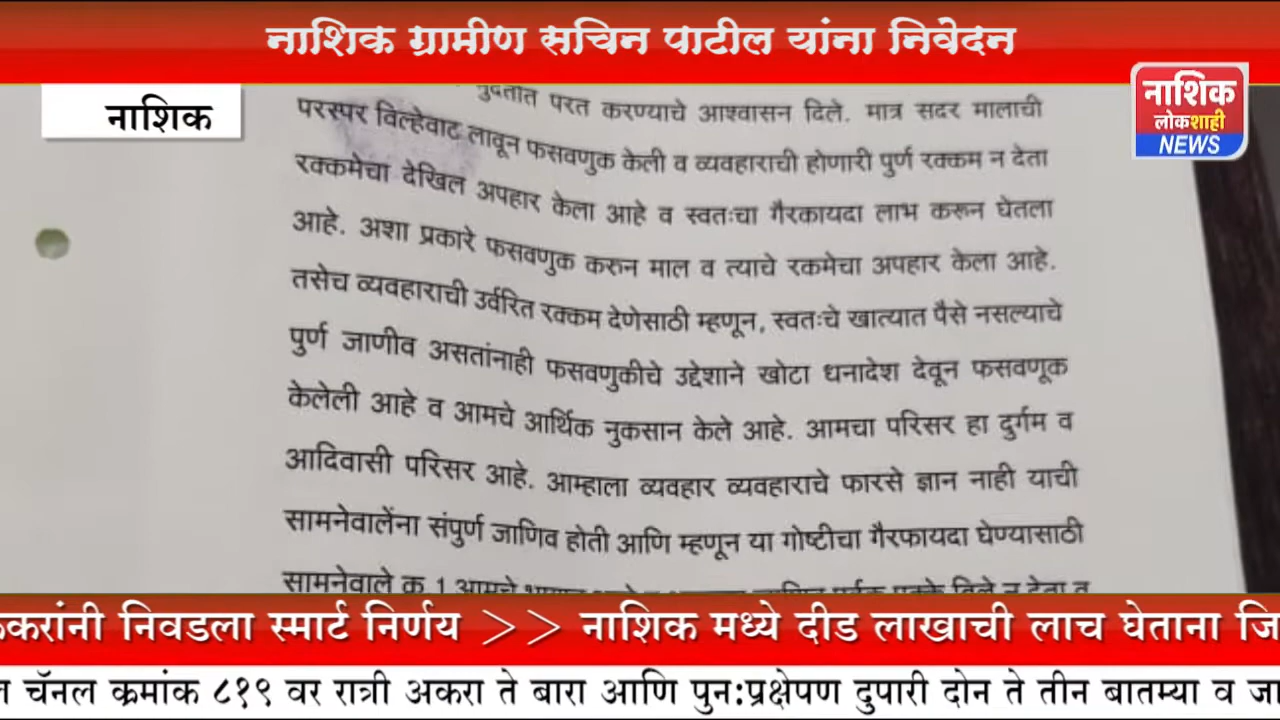 नाशिक ग्रामीण सचिन पाटील यांना निवेदन
नाशिक
नाशिक
लोकशाही
NEWS
मुदतीत परत करण्याचे आश्वासन दिले. मात्र सदर मालाची
परस्पर विल्हेवाट लावून फसवणुक केली व व्यवहाराची होणारी पुर्ण रक्कम न देता
रक्कमेचा देखिल अपहार केला आहे व स्वतःचा गैरकायदा लाभ करून घेतला
आहे. अशा प्रकारे फसवणुक करुन माल व त्याचे रकमेचा अपहार केला आहे.
तसेच व्यवहाराची उर्वरित रक्कम देणेसाठी म्हणून, स्वतःचे खात्यात पैसे नसल्याचे
पुर्ण जाणीव असतांनाही फसवणुकीचे उद्देशाने खोटा धनादेश देवून फसवणूक
केलेली आहे व आमचे आर्थिक नुकसान केले आहे. आमचा परिसर हा दुर्गम व
आदिवासी परिसर आहे. आम्हाला व्यवहार व्यवहाराचे फारसे ज्ञान नाही याची
सामनेवालेंना संपुर्ण जाणिव होती आणि म्हणून या गोष्टीचा गैरफायदा घेण्यासाठी
सामनेवाले क्र 1 आमचे
करांनी निवडला स्मार्ट निर्णय >> नाशिक मध्ये दीड लाखाची लाच घेताना जि
चॅनल क्रमांक ८१९ वर रात्री अकरा ते बारा आणि पुन:प्रक्षेपण दुपारी दोन ते तीन बातम्या व जा